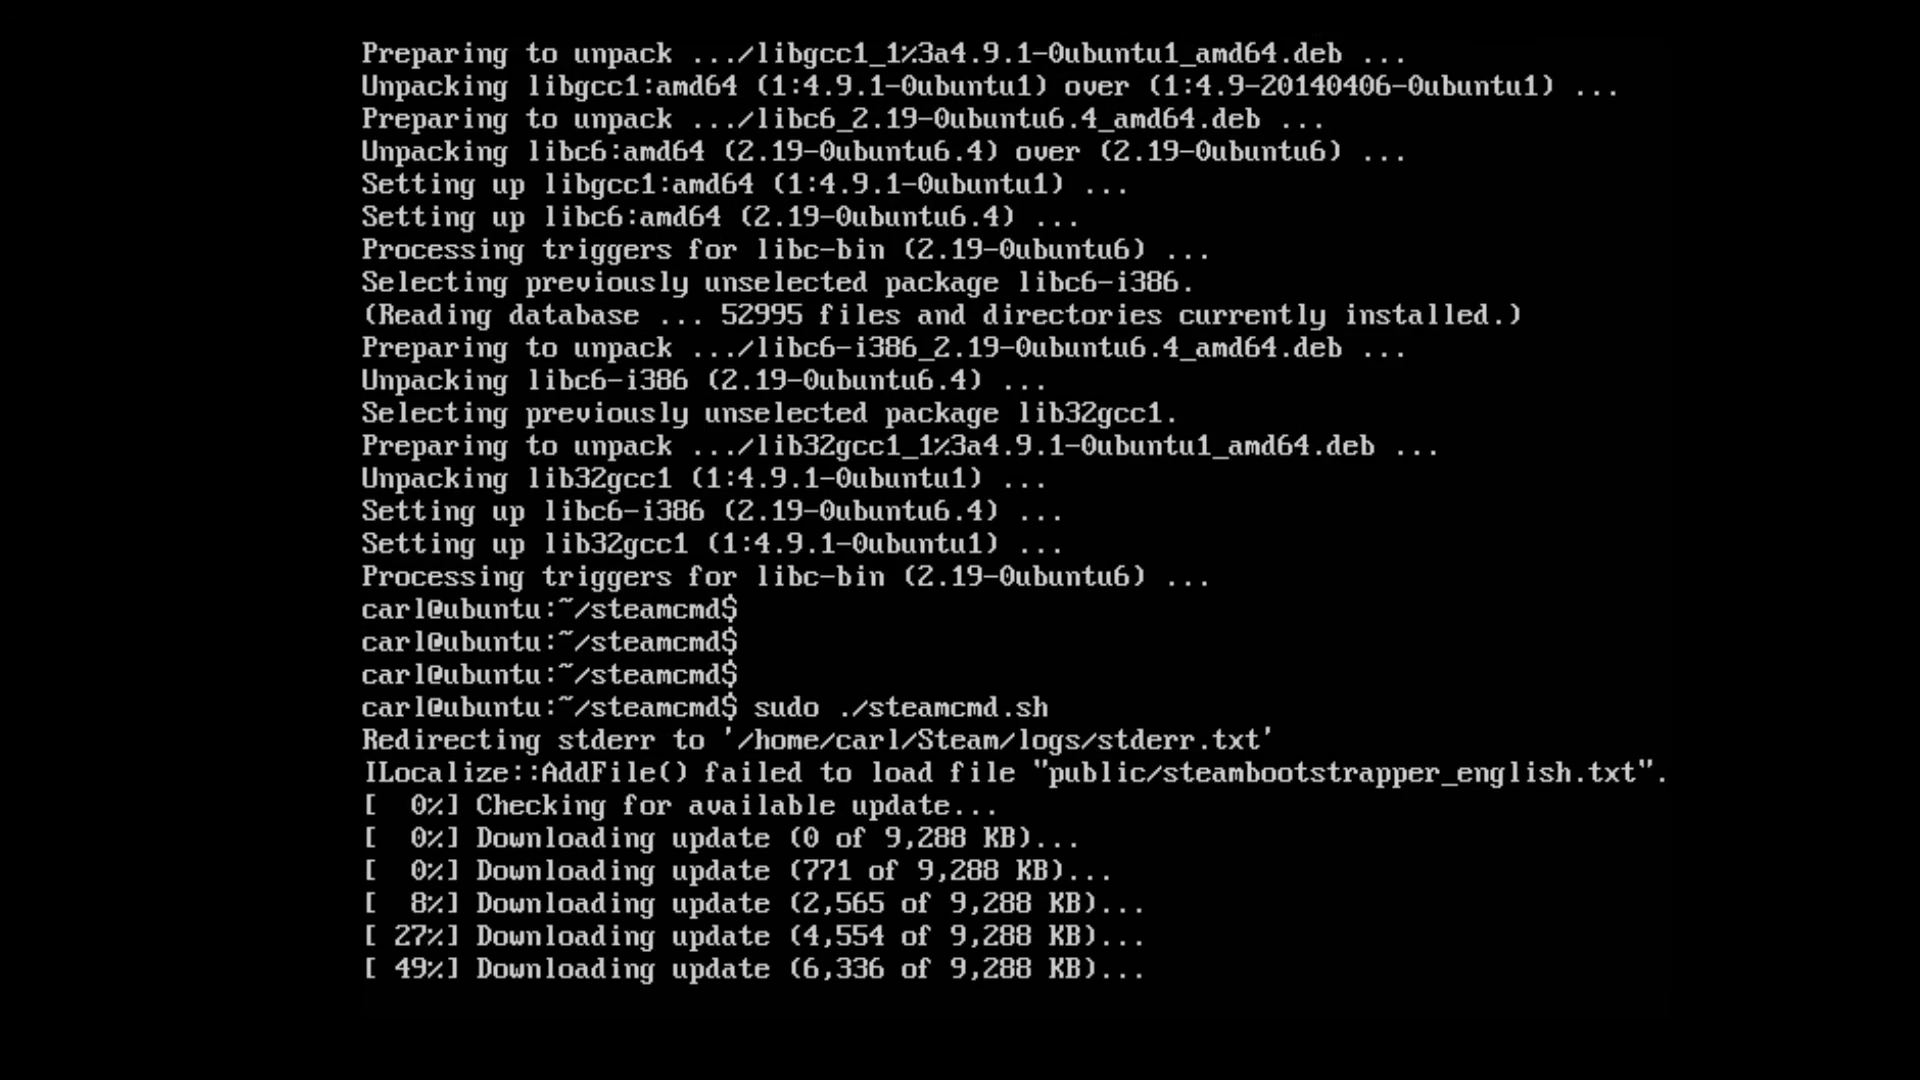 Preparing to unpack .../libgcc1_1%3a4.9.1-0ubuntu1_amd64.deb ...
Unpacking libgcc1:amd64 (1:4.9.1-0ubuntu1) over (1:4.9-20140406-0ubuntu1) ...
Preparing to unpack .../libc6_2.19-0ubuntu6.4_amd64.deb ...
Unpacking libc6:amd64 (2.19-0ubuntu6.4) over (2.19-0ubuntu6) ...
Setting up libgcc1:amd64 (1:4.9.1-0ubuntu1) ...
Setting up libc6:amd64 (2.19-0ubuntu6.4) ...
Processing triggers for libc-bin (2.19-0ubuntu6) ...
Selecting previously unselected package libc6-i386.
(Reading database ... 52995 files and directories currently installed.)
Preparing to unpack .../libc6-i386_2.19-0ubuntu6.4_amd64.deb ...
Unpacking libc6-i386 (2.19-0ubuntu6.4) ...
Selecting previously unselected package lib32gcc1.
Preparing to unpack .../lib32gcc1_1%3a4.9.1-0ubuntu1_amd64.deb ...
Unpacking lib32gcc1 (1:4.9.1-0ubuntu1) ...
Setting up libc6-i386 (2.19-0ubuntu6.4) ...
Setting up lib32gcc1 (1:4.9.1-0ubuntu1) ...
Processing triggers for libc-bin (2.19-0ubuntu6) ...
carl@ubuntu:~/steamcmd$
carl@ubuntu:~/steamcmd$
carl@ubuntu:~/steamcmd$
carl@ubuntu:~/steamcmd$ sudo ./steamcmd.sh
Redirecting stderr to '/home/carl/Steam/logs/stderr.txt'
ILocalize::AddFile() failed to load file "public/steambootstrapper_english.txt".
[  0%] Checking for available update...
[  0%] Downloading update (0 of 9,288 KB)...
[  0%] Downloading update (771 of 9,288 KB)...
[  8%] Downloading update (2,565 of 9,288 KB)...
[ 27%] Downloading update (4,554 of 9,288 KB)...
[ 49%] Downloading update (6,336 of 9,288 KB)...